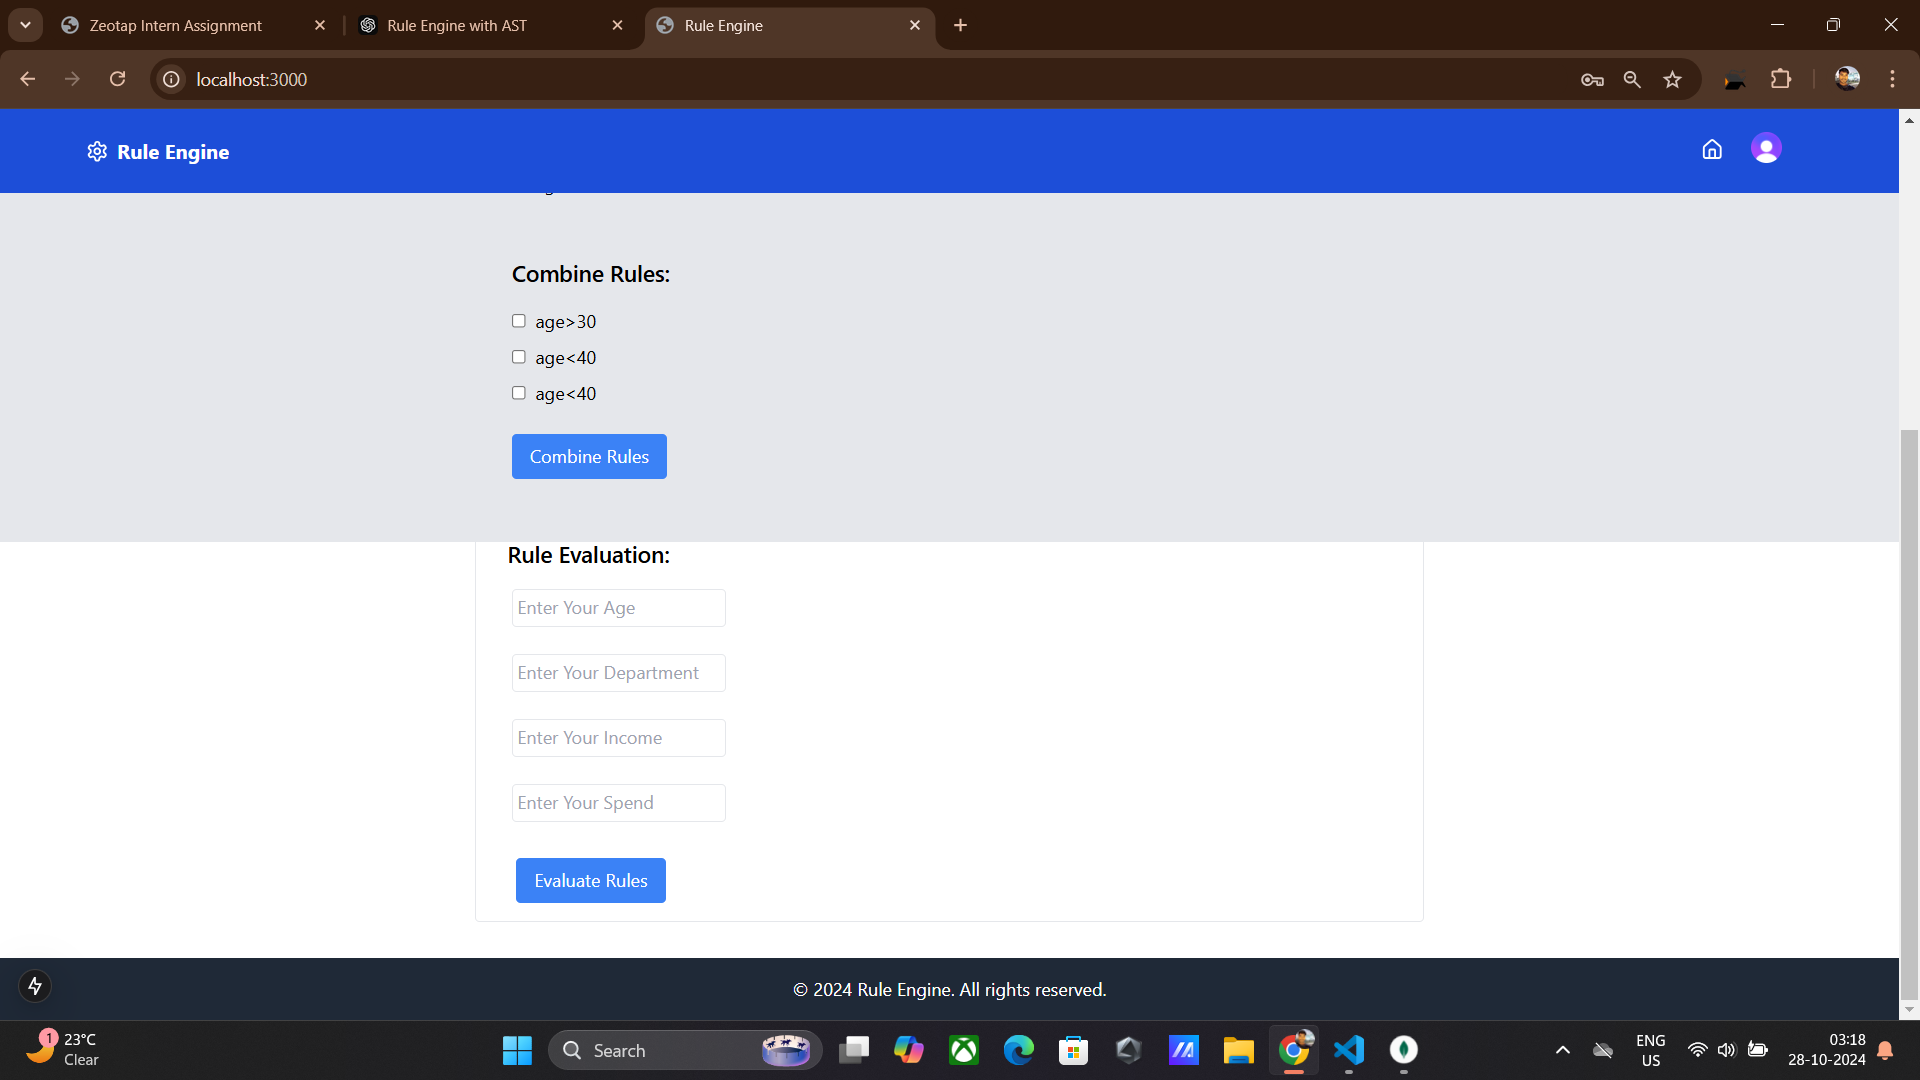 Zeotap Intern Assignment
Rule Engine with AST
Rule Engine
localhost:3000
Rule Engine
Combine Rules:
age>30
age<40
age<40
Combine Rules
Rule Evaluation:
Enter Your Age
Enter Your Department
Enter Your Income
Enter Your Spend
Evaluate Rules
© 2024 Rule Engine. All rights reserved.
1
23°C
Clear
Search
ENG
US
03:18
28-10-2024